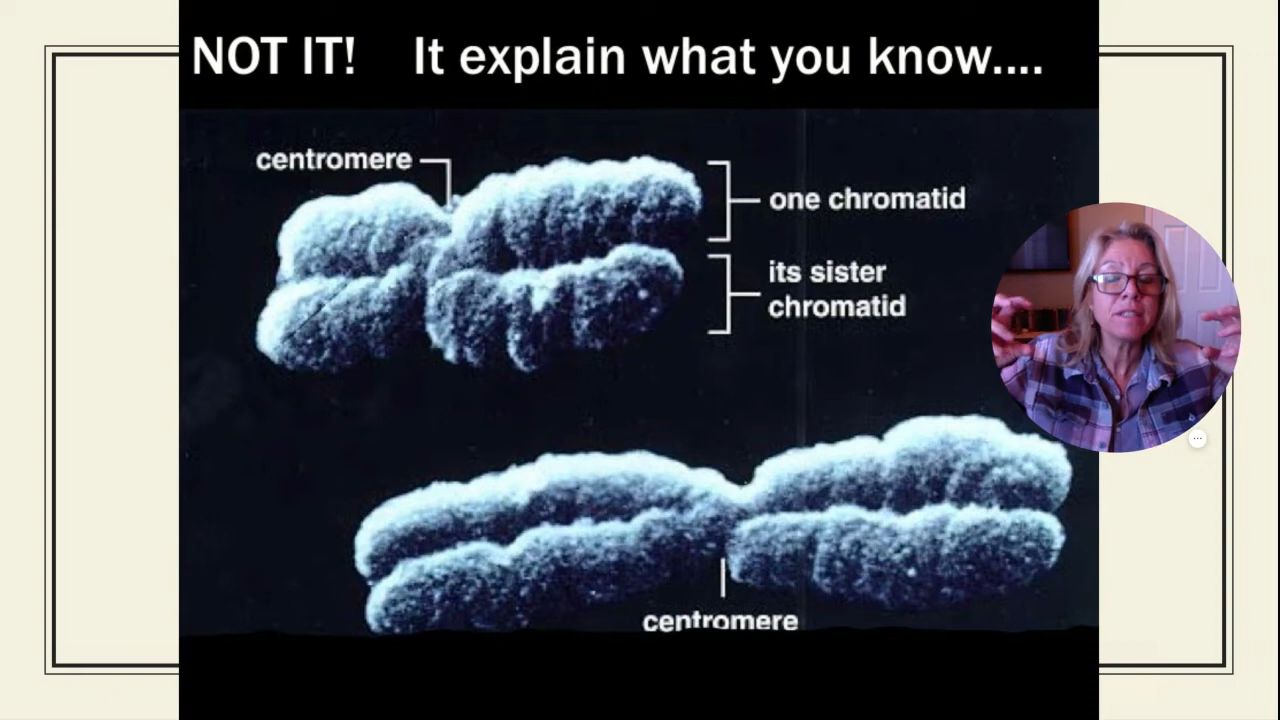 NOT IT! It explain what you know....
centromere
one chromatid
its sister
chromatid
centromere